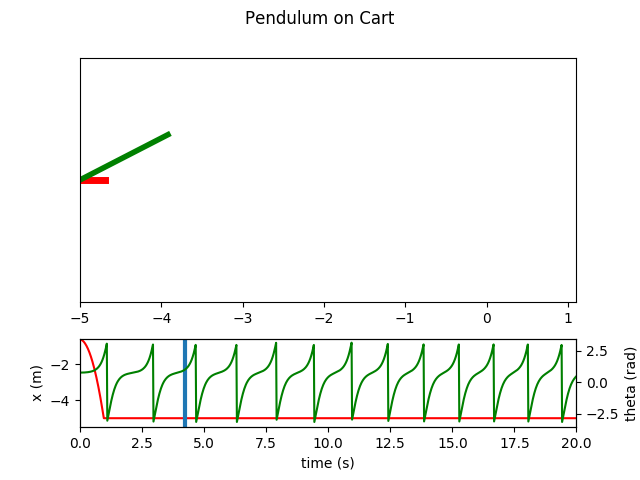 Pendulum on Cart
−5 −4 −3 −2 −1 0 1
x (m)
−2
−4
2.5
0.0
−2.5
theta (rad)
0.0 2.5 5.0 7.5 10.0 12.5 15.0 17.5 20.0
time (s)